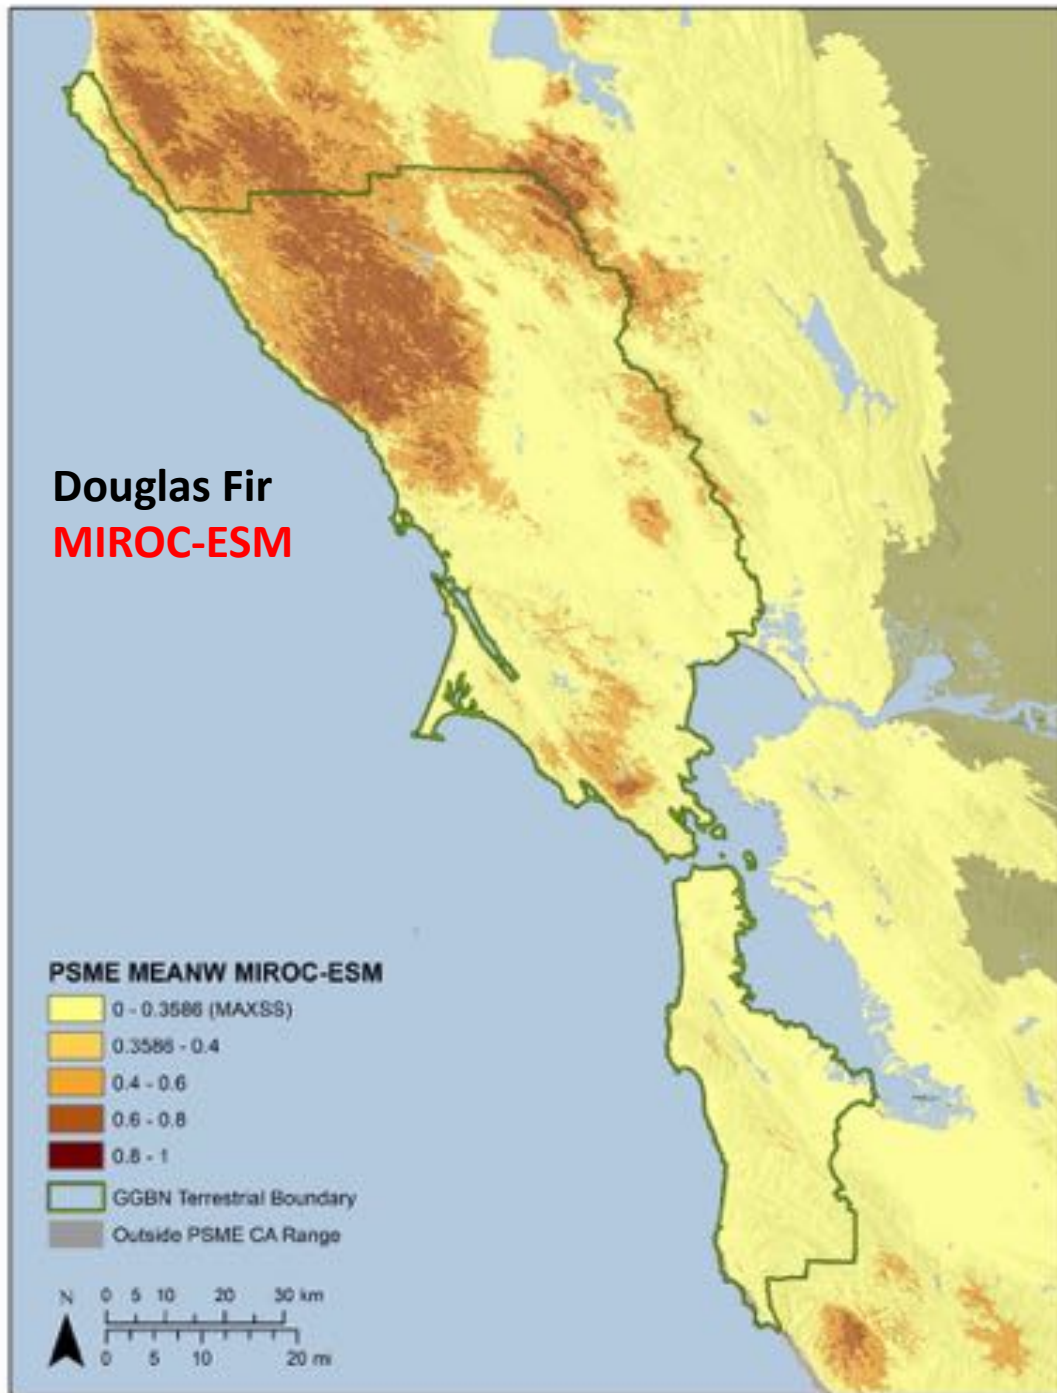 Douglas Fir
MIROC-ESM
PSME MEANW MIROC-ESM
0 - 0.3586 (MAXSS)
0.3586 - 0.4
0.4 - 0.6
0.6 - 0.8
0.8 - 1
GGBN Terrestrial Boundary
Outside PSME CA Range
N
0 5 10 20 30 km
0 5 10 20 mi